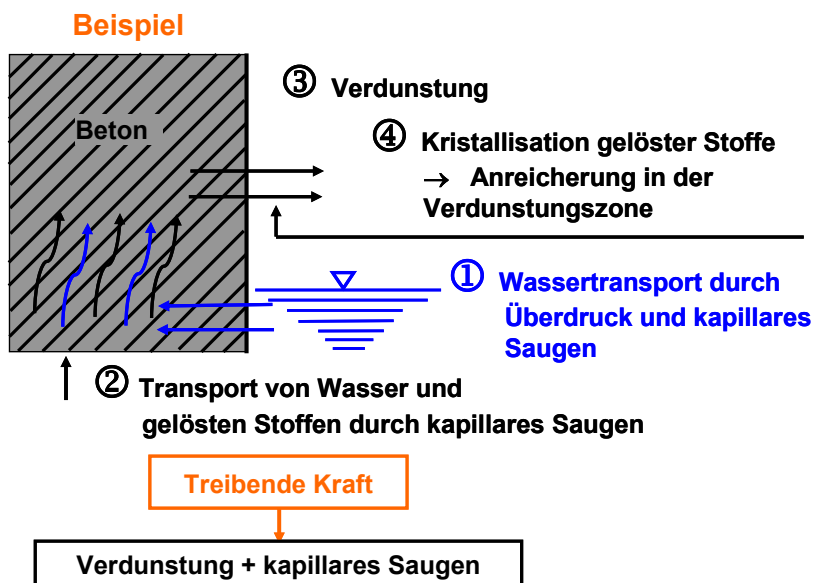 Beispiel
Beton
③ Verdunstung
④ Kristallisation gelöster Stoffe
→ Anreicherung in der
Verdunstungszone
① Wassertransport durch
Überdruck und kapillares
Saugen
② Transport von Wasser und
gelösten Stoffen durch kapillares Saugen
Treibende Kraft
Verdunstung + kapillares Saugen